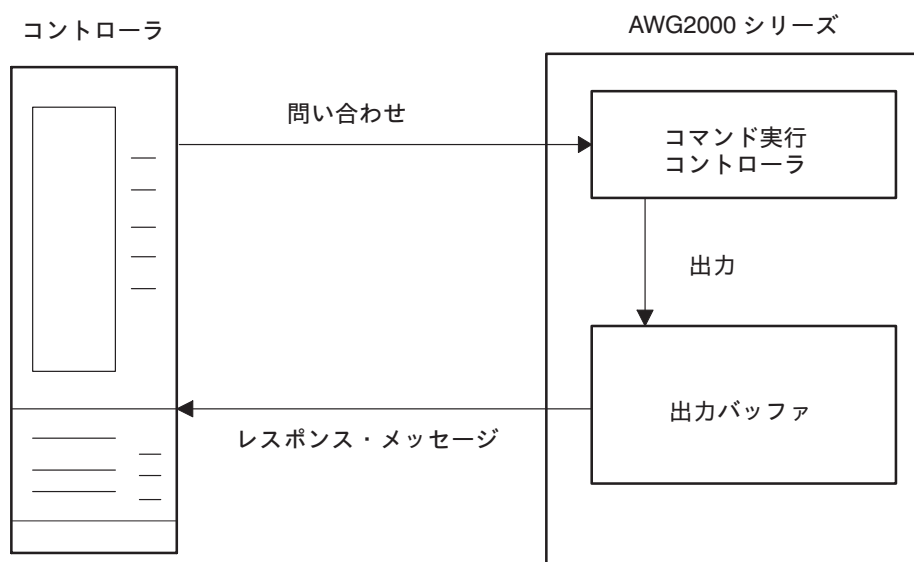 コントローラ
AWG2000 シリーズ
問い合わせ
コマンド実行
コントローラ
出力
出力バッファ
レスポンス・メッセージ